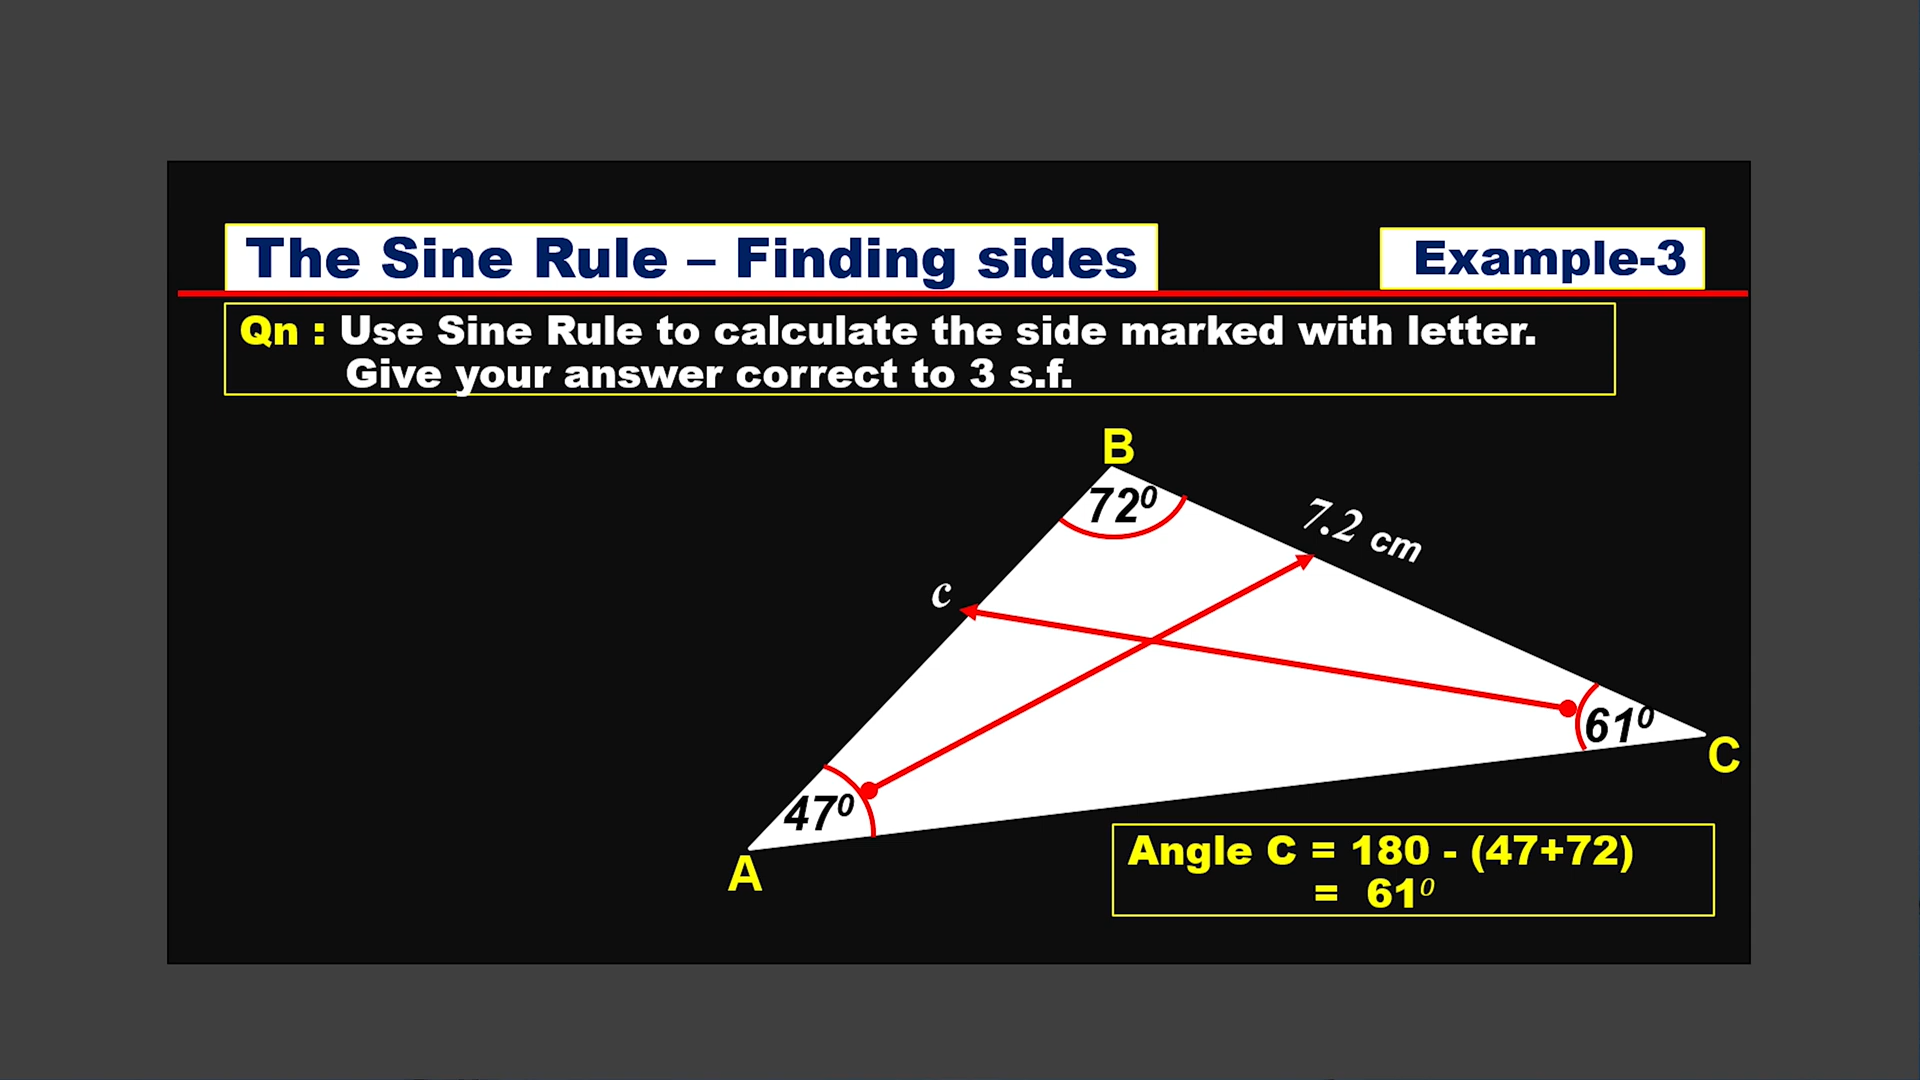 The Sine Rule – Finding sides
Example-3
Qn : Use Sine Rule to calculate the side marked with letter.
Give your answer correct to 3 s.f.
B
72⁰
7.2 cm
c
61⁰
C
47⁰
A
Angle C = 180 - (47+72)
= 61⁰